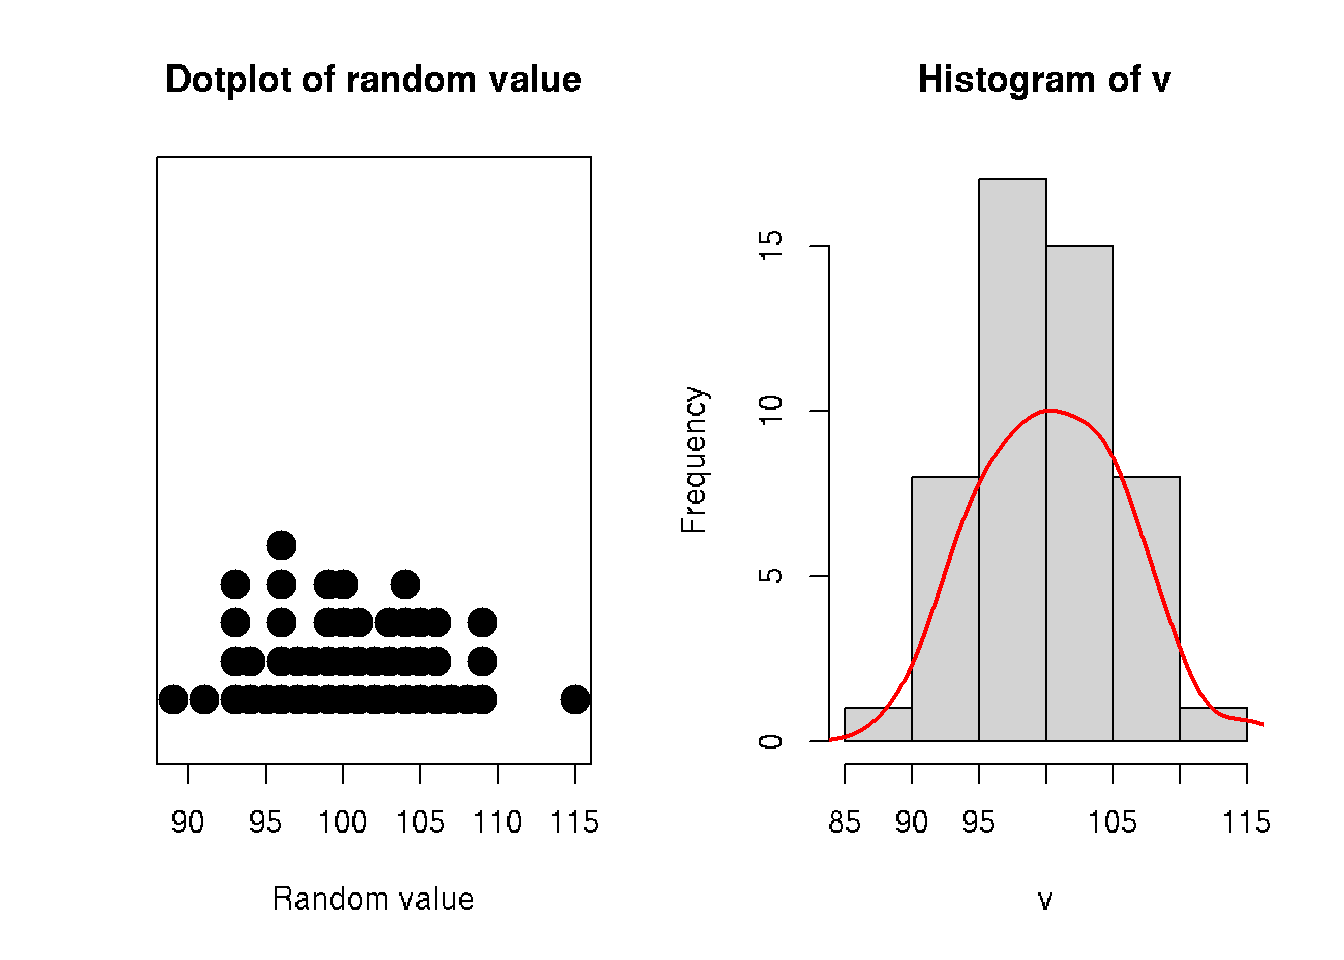 Dotplot of random value
90 95 100 105 110 115
Random value
Histogram of v
Frequency
15
10
5
0
85 90 95 105 115
v